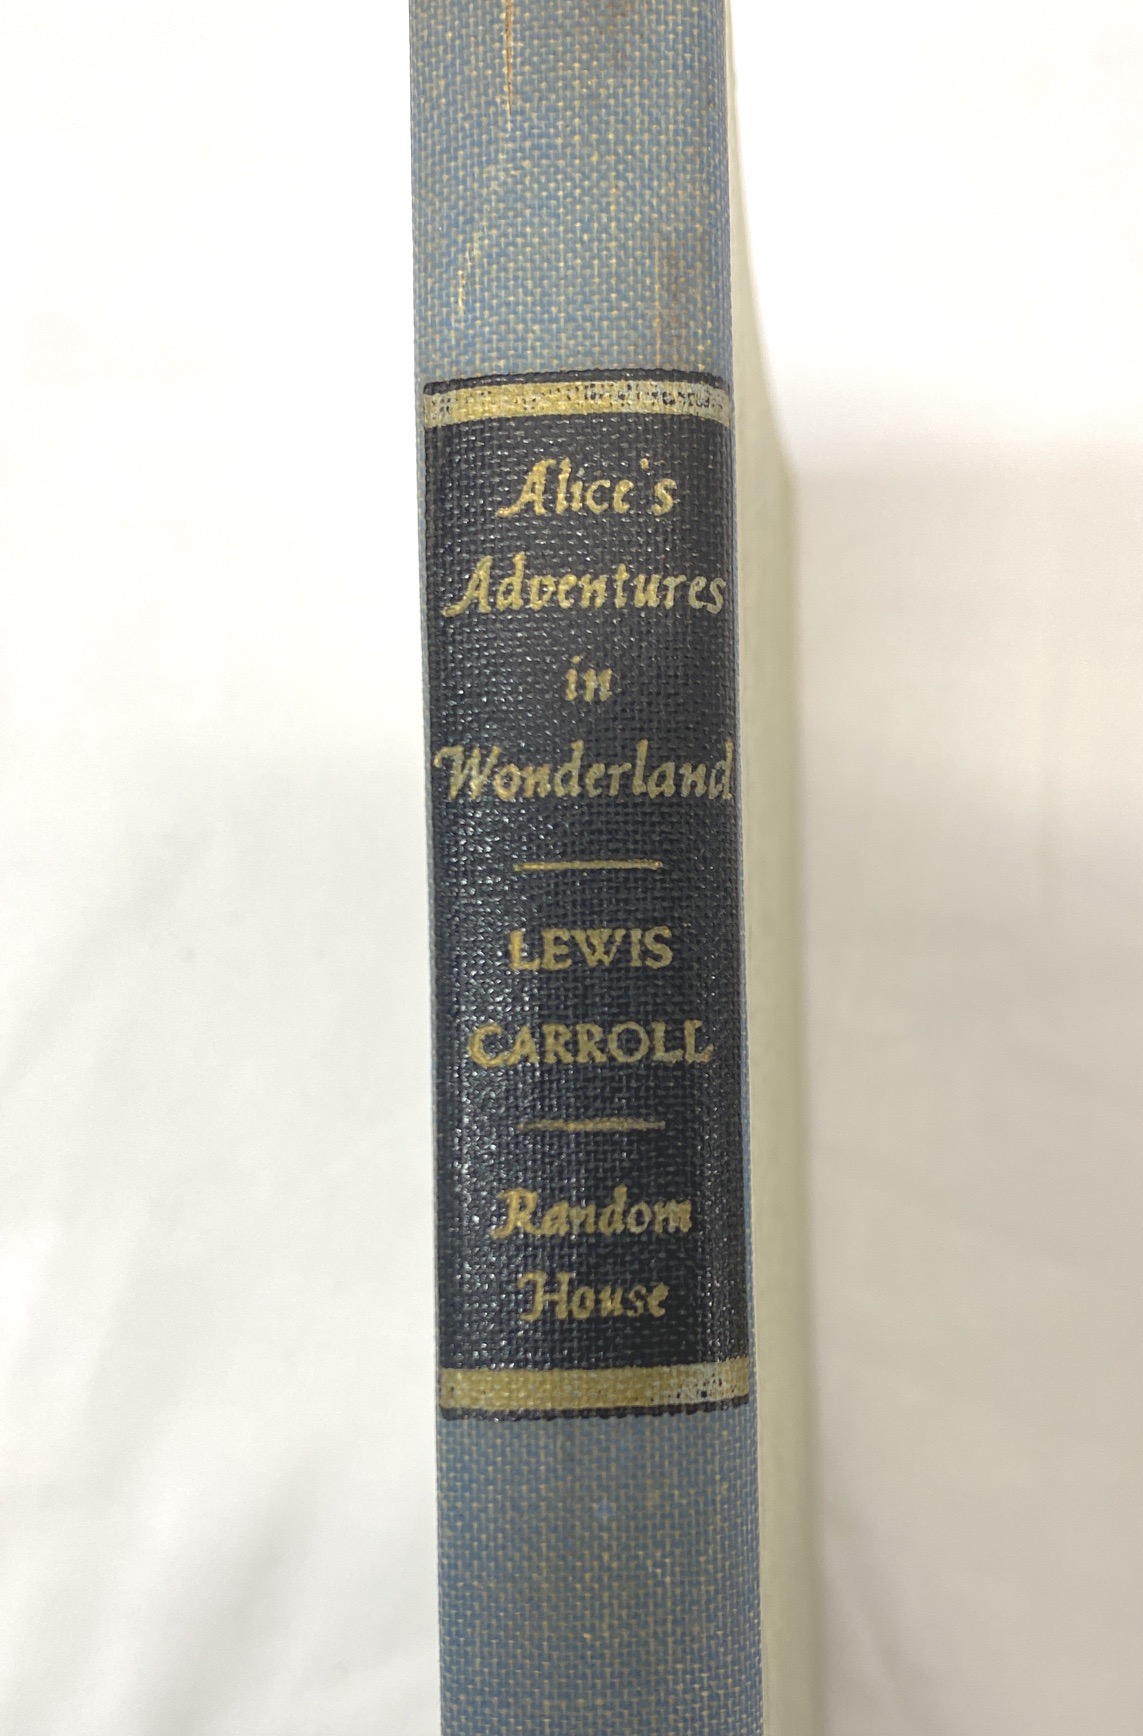 Alice's
Adventures
in
Wonderland
LEWIS
CARROLL
Random
House